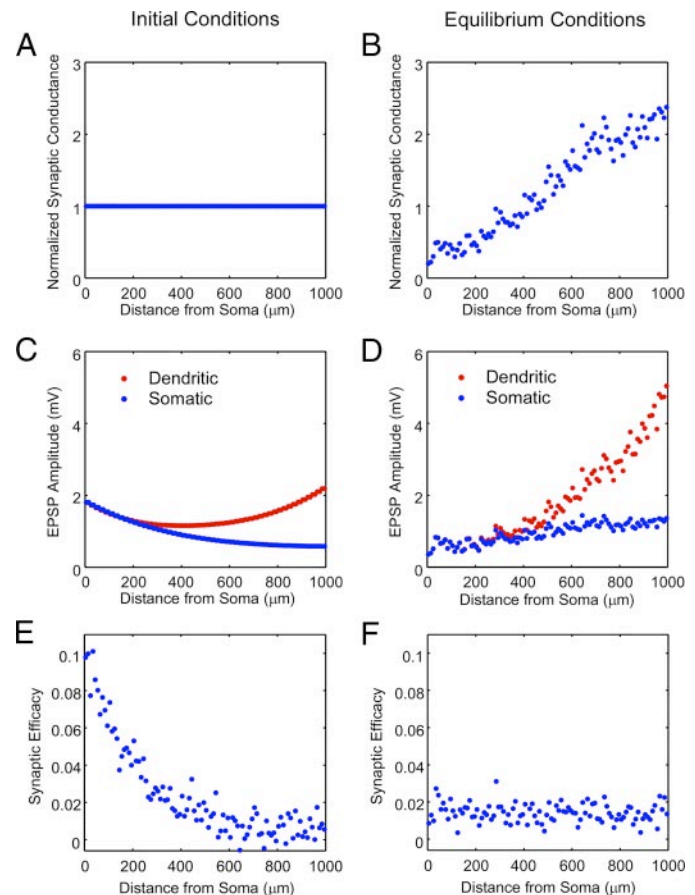 Initial Conditions
Equilibrium Conditions
A
B
Normalized Synaptic Conductance
3
2
1
0
0 200 400 600 800 1000
Distance from Soma (μm)
Normalized Synaptic Conductance
3
2
1
0
0 200 400 600 800 1000
Distance from Soma (μm)
C
D
EPSP Amplitude (mV)
6
4
2
0
Dendritic
Somatic
0 200 400 600 800 1000
Distance from Soma (μm)
EPSP Amplitude (mV)
6
4
2
0
Dendritic
Somatic
0 200 400 600 800 1000
Distance from Soma (μm)
E
F
Synaptic Efficacy
0.1
0.08
0.06
0.04
0.02
0
0 200 400 600 800 1000
Distance from Soma (μm)
Synaptic Efficacy
0.1
0.08
0.06
0.04
0.02
0
0 200 400 600 800 1000
Distance from Soma (μm)